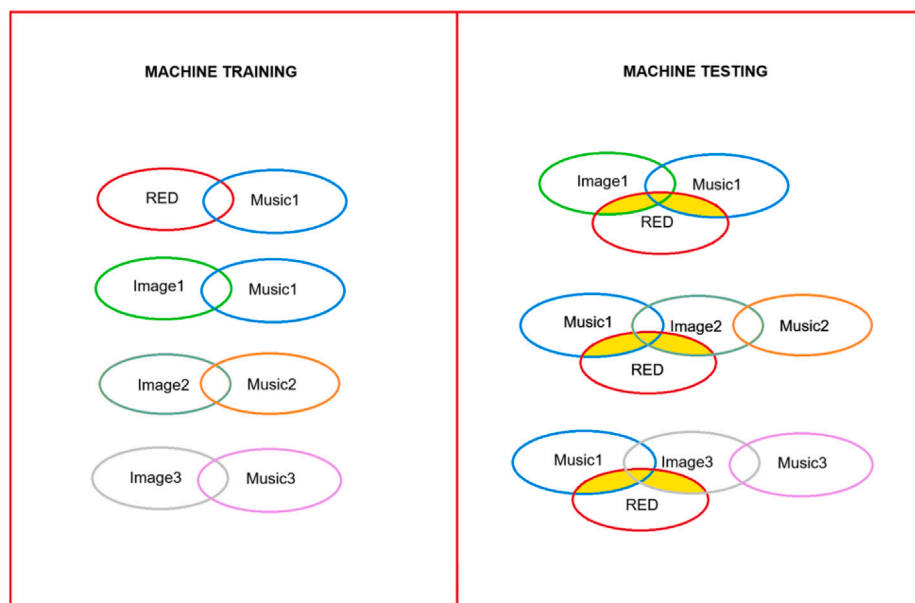 MACHINE TRAINING
RED Music1
Image1 Music1
Image2 Music2
Image3 Music3
MACHINE TESTING
Image1 Music1
RED
Music1 Image2 Music2
RED
Music1 Image3 Music3
RED